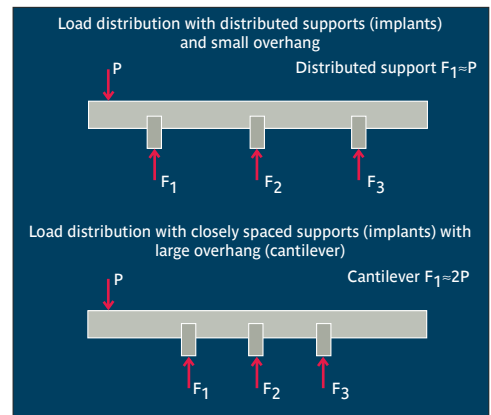 Load distribution with distributed supports (implants)
and small overhang
P
Distributed support F₁≈P
F₁
F₂
F₃
Load distribution with closely spaced supports (implants) with
large overhang (cantilever)
P
Cantilever F₁≈2P
F₁
F₂
F₃